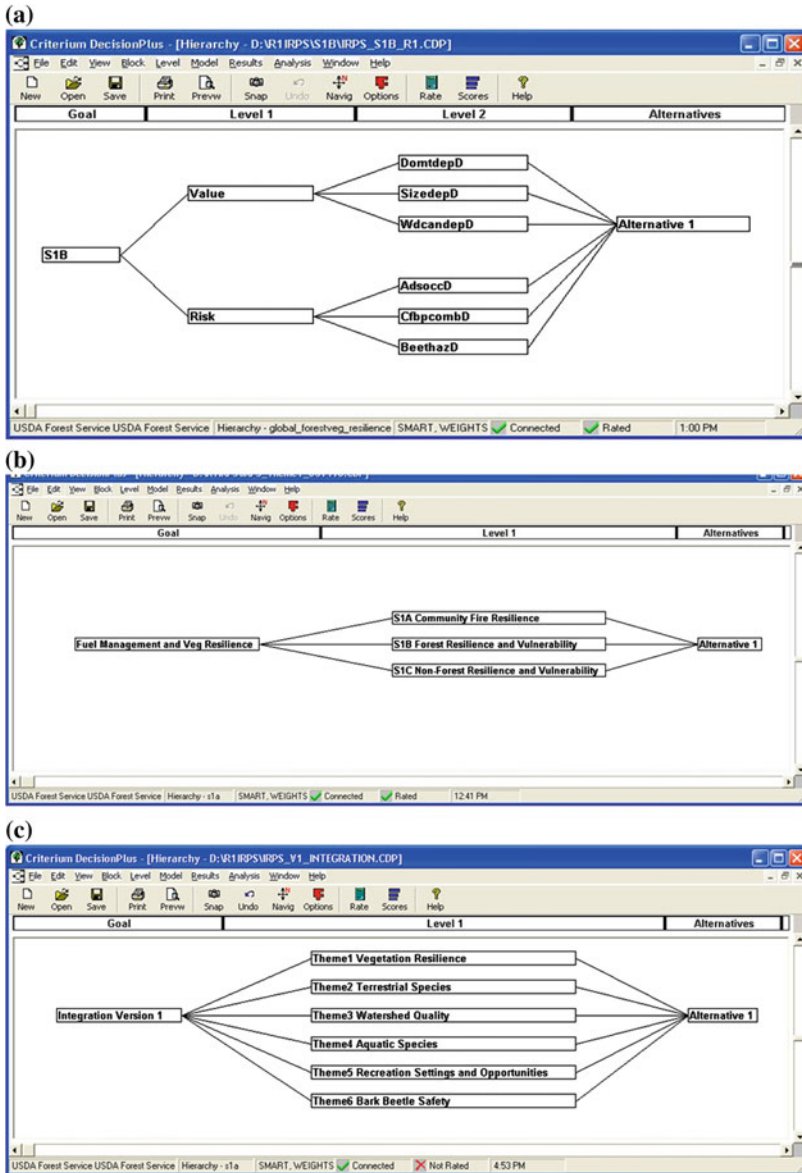 (a)
Criterium DecisionPlus - [Hierarchy - D:\R1IRPS\S1B\IRPS_S1B_R1.CDP]
File Edit View Block Level Model Results Analysis Window Help
New Open Save Print Prevw Snap Undo Navig Options Rate Scores Help
Goal Level 1 Level 2 Alternatives
DomtdepD
Value SizedepD
WdcandepD Alternative 1
S1B
AdsoccD
Risk CfbpcombD
BeethazD
USDA Forest Service USDA Forest Service Hierarchy - global_forestveg_resilience SMART, WEIGHTS Connected Rated 1:00 PM
(b)
File Edit View Block Level Model Results Analysis Window Help
New Open Save Print Prevw Snap Undo Navig Options Rate Scores Help
Goal Level 1 Alternatives
S1A Community Fire Resilience
Fuel Management and Veg Resilience S1B Forest Resilience and Vulnerability Alternative 1
S1C Non-Forest Resilience and Vulnerability
USDA Forest Service USDA Forest Service Hierarchy - s1a SMART, WEIGHTS Connected Rated 12:41 PM
(c)
Criterium DecisionPlus - [Hierarchy - D:\R1IRPS\IRPS_V1_INTEGRATION.CDP]
File Edit View Block Level Model Results Analysis Window Help
New Open Save Print Prevw Snap Undo Navig Options Rate Scores Help
Goal Level 1 Alternatives
Theme1 Vegetation Resilience
Theme2 Terrestrial Species
Integration Version 1 Theme3 Watershed Quality Alternative 1
Theme4 Aquatic Species
Theme5 Recreation Settings and Opportunities
Theme6 Bark Beetle Safety
USDA Forest Service USDA Forest Service Hierarchy - s1a SMART, WEIGHTS Connected Not Rated 4:53 PM